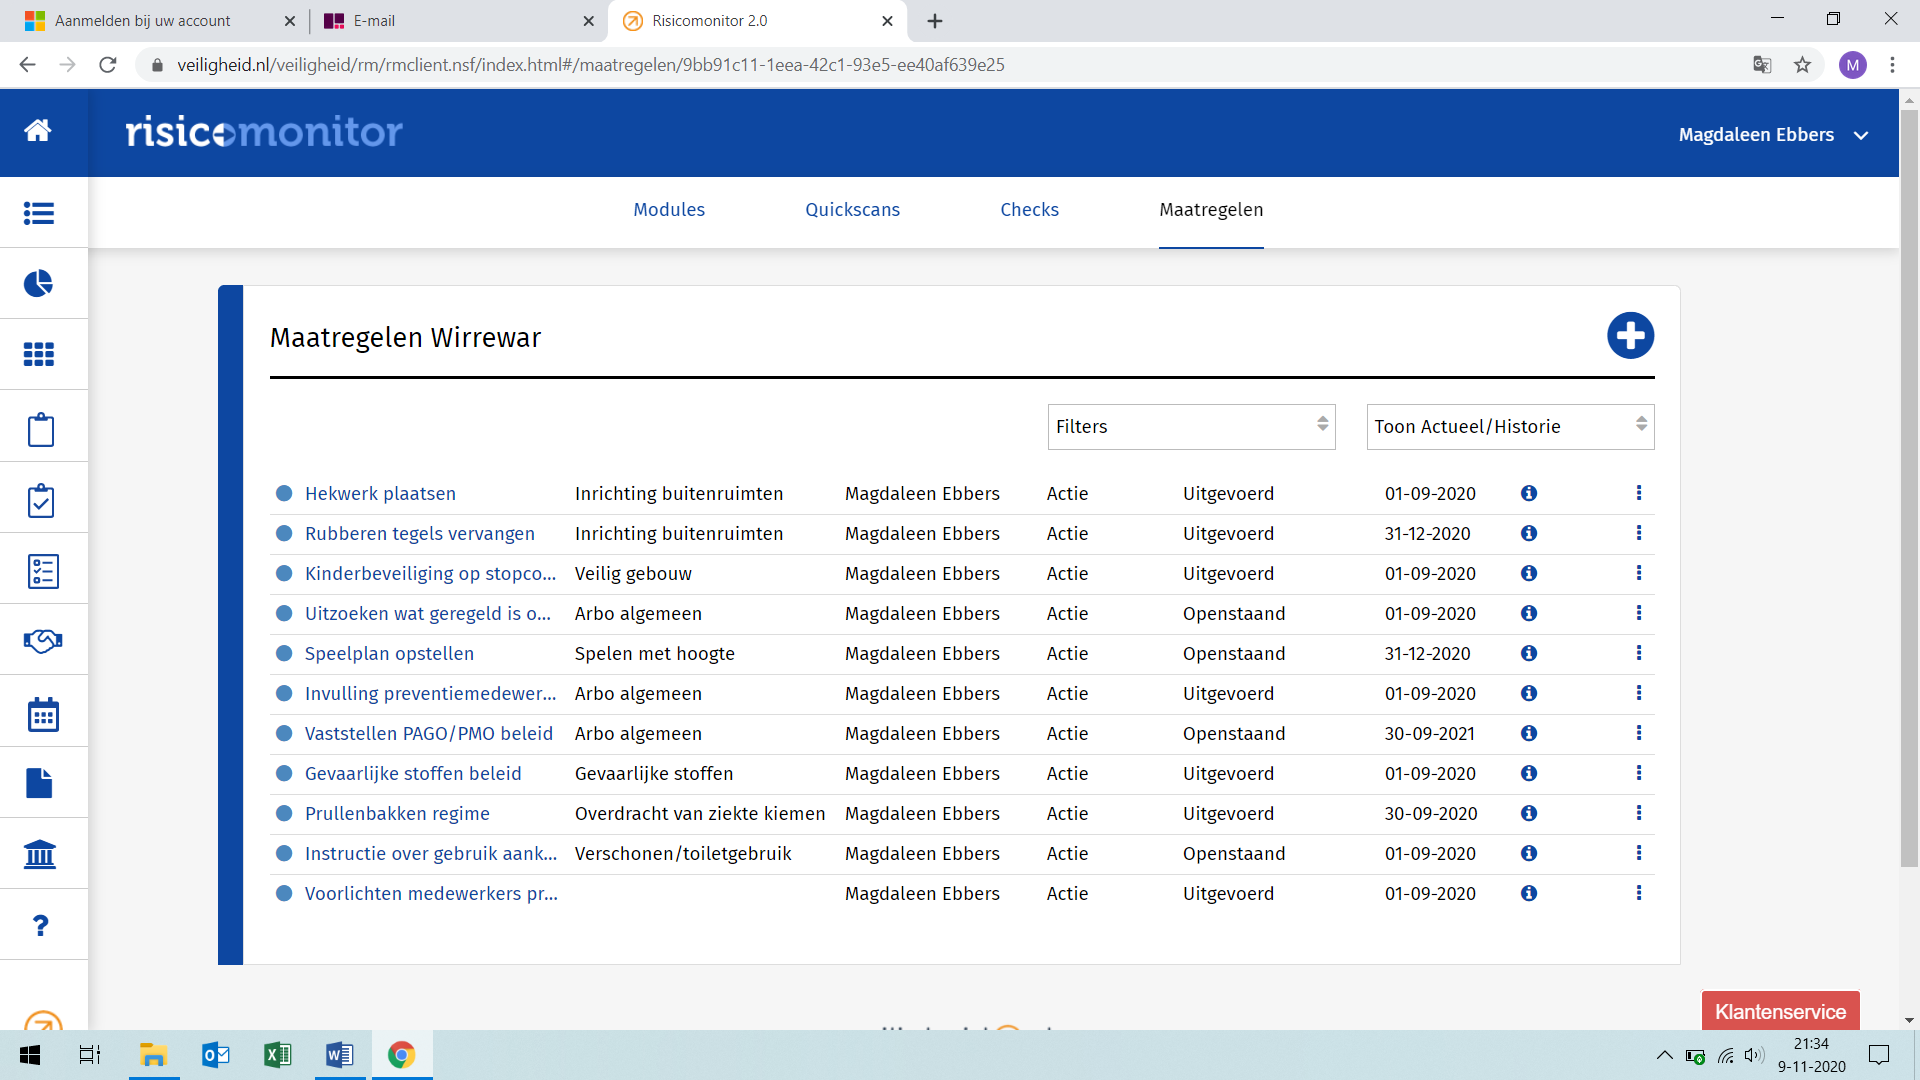 Aanmelden bij uw account
E-mail
Risicomonitor 2.0
veiligheid.nl/veiligheid/rm/rmclient.nsf/index.html#/maatregelen/9bb91c11-1eea-42c1-93e5-ee40af639e25
M
risicomonitor
Magdaleen Ebbers
Modules Quickscans Checks Maatregelen
Maatregelen Wirrewar
Filters Toon Actueel/Historie
Hekwerk plaatsen Inrichting buitenruimten Magdaleen Ebbers Actie Uitgevoerd 01-09-2020
Rubberen tegels vervangen Inrichting buitenruimten Magdaleen Ebbers Actie Uitgevoerd 31-12-2020
Kinderbeveiliging op stopco... Veilig gebouw Magdaleen Ebbers Actie Uitgevoerd 01-09-2020
Uitzoeken wat geregeld is o... Arbo algemeen Magdaleen Ebbers Actie Openstaand 01-09-2020
Speelplan opstellen Spelen met hoogte Magdaleen Ebbers Actie Openstaand 31-12-2020
Invulling preventiemedewer... Arbo algemeen Magdaleen Ebbers Actie Uitgevoerd 01-09-2020
Vaststellen PAGO/PMO beleid Arbo algemeen Magdaleen Ebbers Actie Openstaand 30-09-2021
Gevaarlijke stoffen beleid Gevaarlijke stoffen Magdaleen Ebbers Actie Uitgevoerd 01-09-2020
Prullenbakken regime Overdracht van ziekte kiemen Magdaleen Ebbers Actie Uitgevoerd 30-09-2020
Instructie over gebruik aank... Verschonen/toiletgebruik Magdaleen Ebbers Actie Openstaand 01-09-2020
Voorlichten medewerkers pr... Magdaleen Ebbers Actie Uitgevoerd 01-09-2020
?
Klantenservice
21:34
9-11-2020